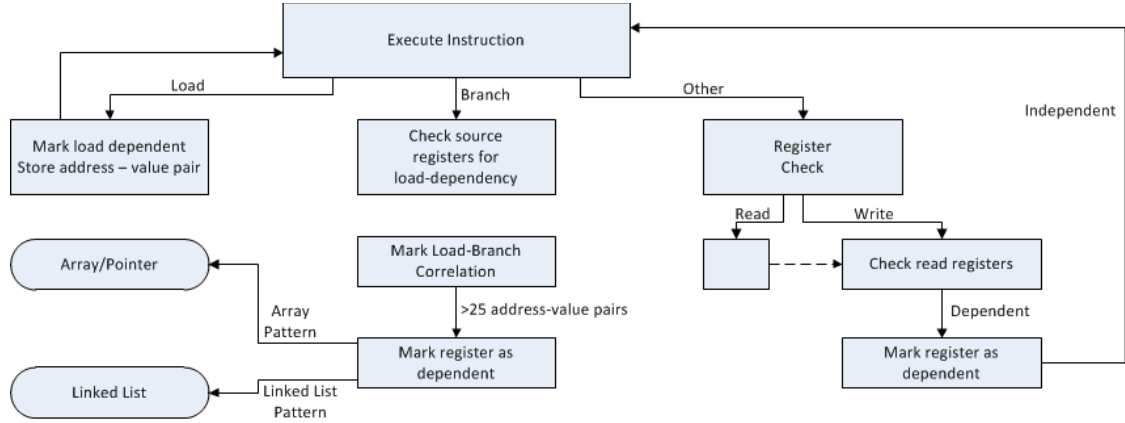 Execute Instruction
Load
Branch
Other
Independent
Mark load dependent
Store address – value pair
Check source
registers for
load-dependency
Register
Check
Read
Write
Array/Pointer
Mark Load-Branch
Correlation
Check read registers
>25 address-value pairs
Array
Pattern
Dependent
Mark register as
dependent
Mark register as
dependent
Linked List
Linked List
Pattern